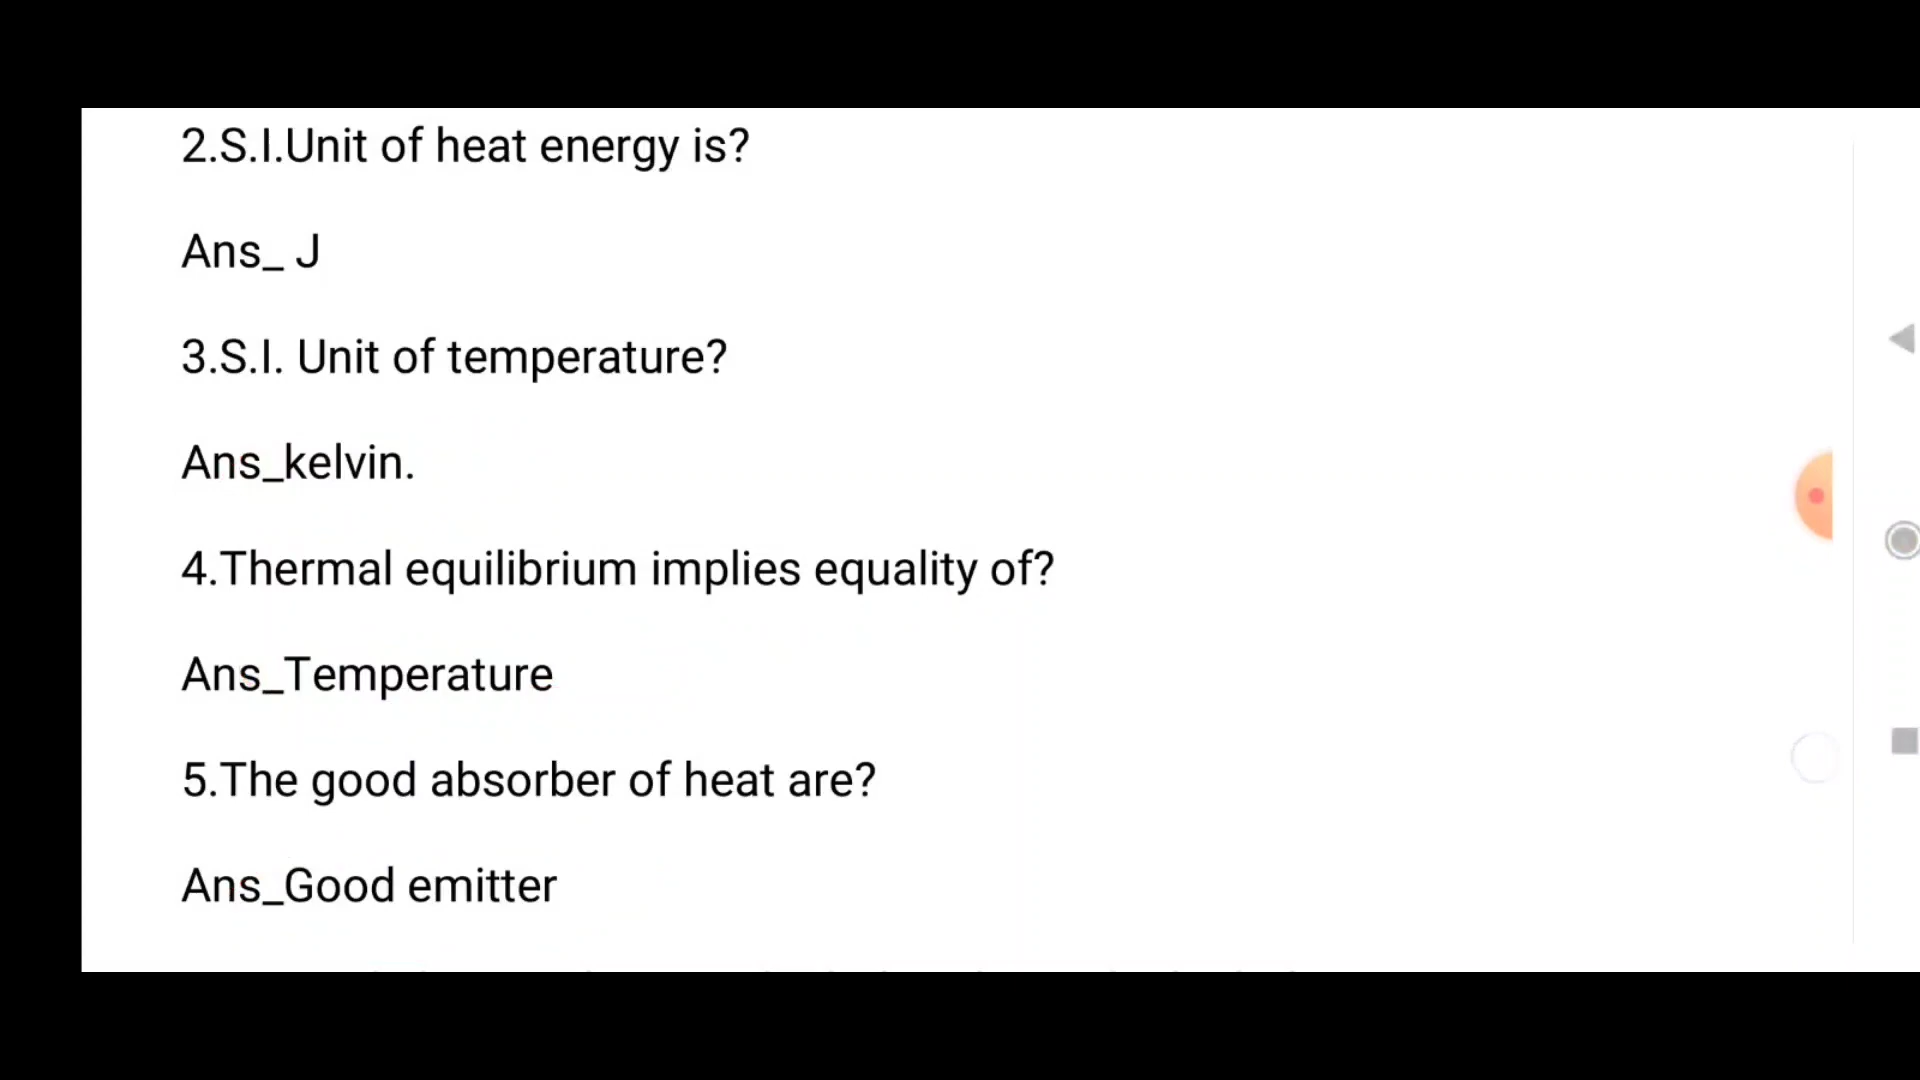 2.S.I.Unit of heat energy is?
Ans_ J
3.S.I. Unit of temperature?
Ans_kelvin.
4.Thermal equilibrium implies equality of?
Ans_Temperature
5.The good absorber of heat are?
Ans_Good emitter